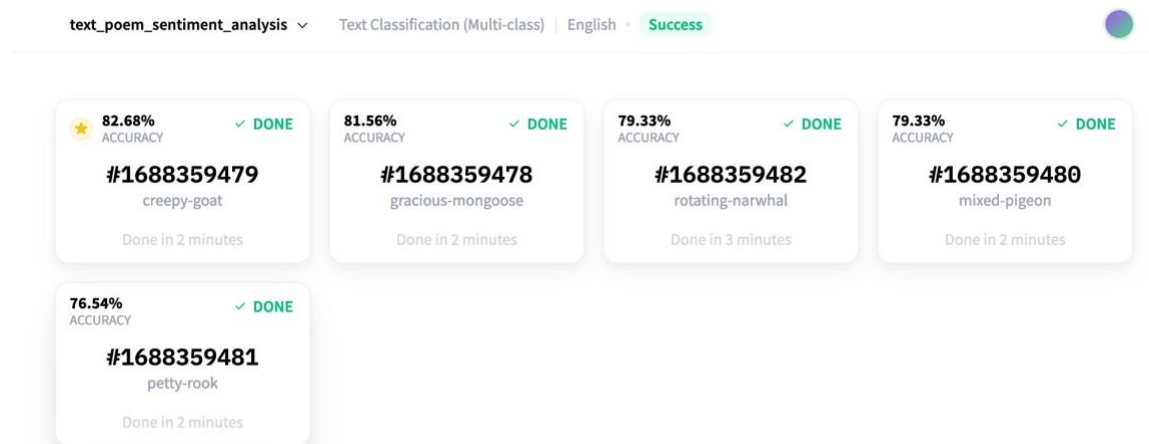 text_poem_sentiment_analysis Text Classification (Multi-class) English Success
82.68% ACCURACY DONE
#1688359479
creepy-goat
Done in 2 minutes
81.56% ACCURACY DONE
#1688359478
gracious-mongoose
Done in 2 minutes
79.33% ACCURACY DONE
#1688359482
rotating-narwhal
Done in 3 minutes
79.33% ACCURACY DONE
#1688359480
mixed-pigeon
Done in 2 minutes
76.54% ACCURACY DONE
#1688359481
petty-rook
Done in 2 minutes